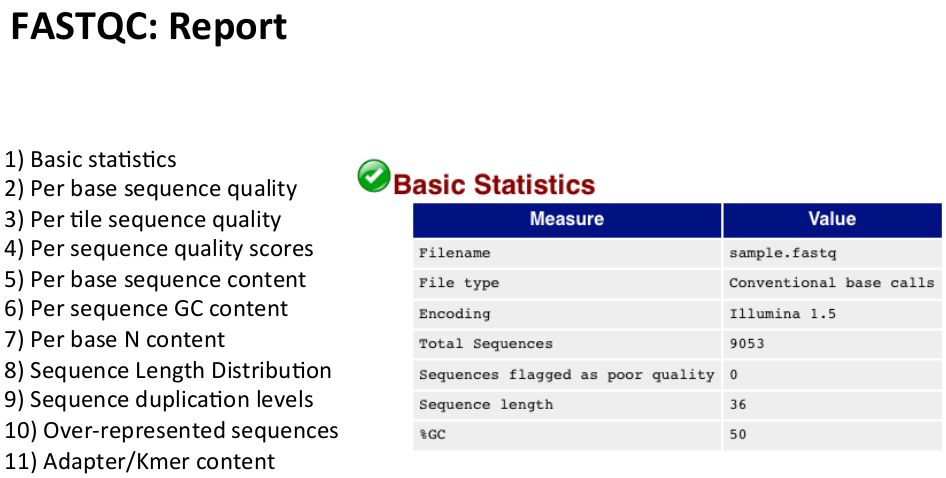 FASTQC: Report
1) Basic statistics
2) Per base sequence quality
3) Per tile sequence quality
4) Per sequence quality scores
5) Per base sequence content
6) Per sequence GC content
7) Per base N content
8) Sequence Length Distribution
9) Sequence duplication levels
10) Over-represented sequences
11) Adapter/Kmer content
Basic Statistics
Measure Value
Filename sample.fastq
File type Conventional base calls
Encoding Illumina 1.5
Total Sequences 9053
Sequences flagged as poor quality 0
Sequence length 36
%GC 50